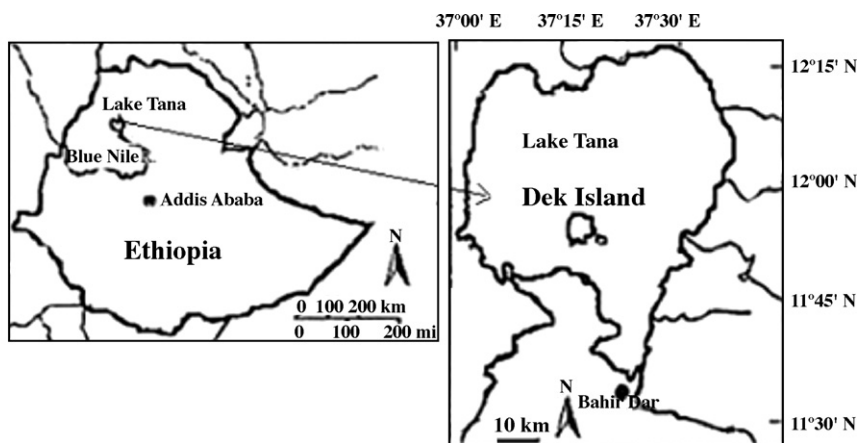 37°00' E 37°15' E 37°30' E
Lake Tana
Blue Nile
Addis Ababa
Ethiopia
N
0 100 200 km
0 100 200 mi
12°15' N
Lake Tana
12°00' N
Dek Island
11°45' N
N
Bahir Dar
10 km
11°30' N